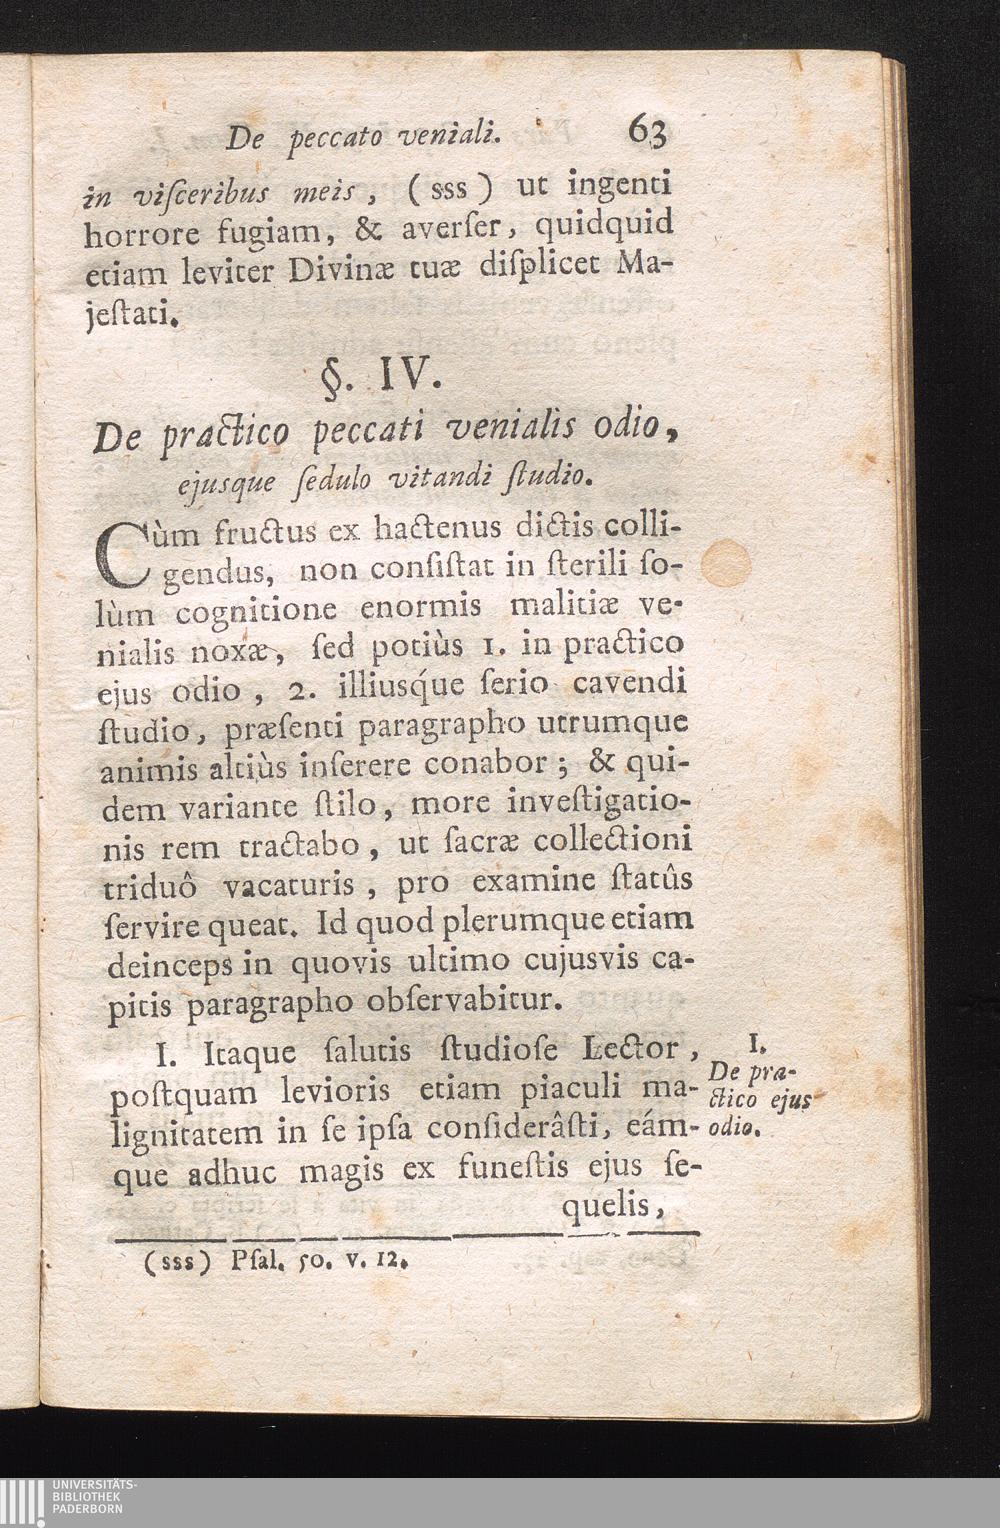 De peccato veniali. 63
in viſceribus meis, (sss) ut ingenti
horrore fugiam, & averſer, quidquid
etiam leviter Divinæ tuæ diſplicet Ma-
jeſtati.
§. IV.
De practico peccati venialis odio,
ejusque ſedulo vitandi ſtudio.
Cùm fructus ex hactenus dictis colli-
gendus, non conſiſtat in ſterili ſo-
lùm cognitione enormis malitiæ ve-
nialis noxæ, ſed potiùs 1. in practico
ejus odio, 2. illiusq́ue ſerio cavendi
ſtudio, præſenti paragrapho utrumque
animis altiùs inſerere conabor; & qui-
dem variante ſtilo, more inveſtigatio-
nis rem tractabo, ut ſacræ collectioni
triduô vacaturis, pro examine ſtatûs
ſervire queat. Id quod plerumque etiam
deinceps in quovis ultimo cujusvis ca-
pitis paragrapho obſervabitur.
I. Itaque ſalutis ſtudioſe Lector,
poſtquam levioris etiam piaculi ma-
lignitatem in ſe ipſa conſiderâſti, eám-
que adhuc magis ex funeſtis ejus ſe-
quelis,
I.
De pra-
ctico ejus
odio.
(sss) Pſal. 50. v. 12.
UNIVERSITÄTS-
BIBLIOTHEK
PADERBORN